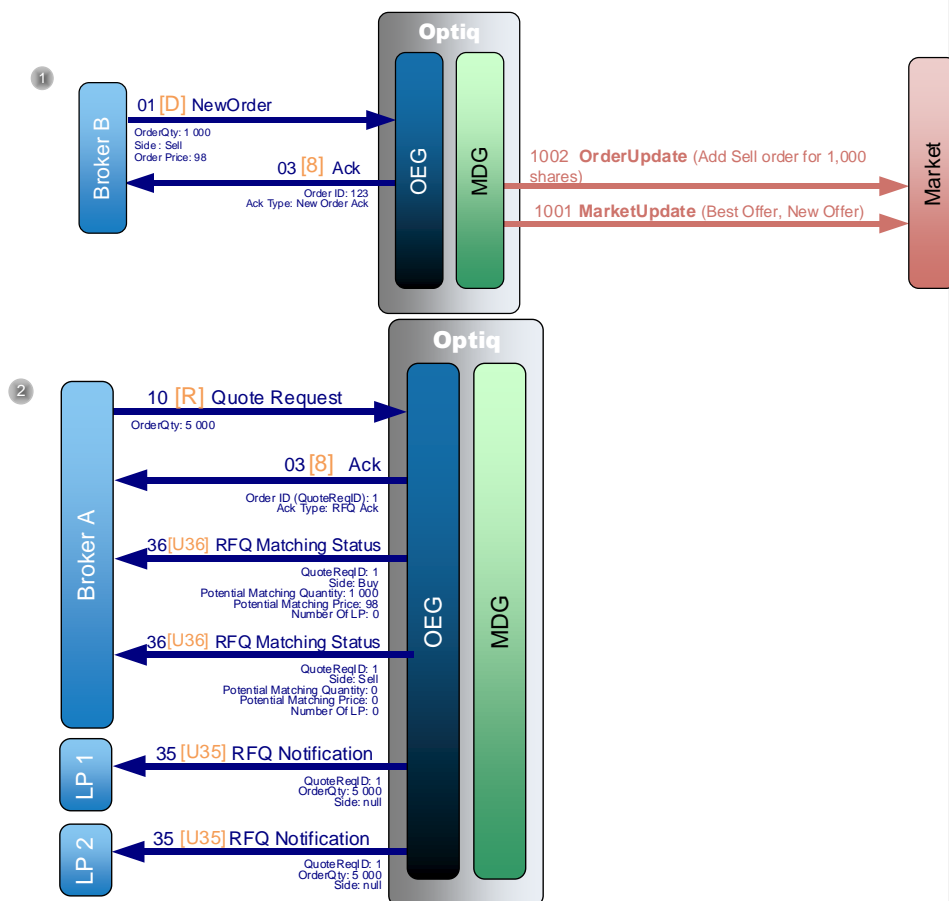 Optiq
1
Broker B
01 [D] NewOrder
OrderQty: 1 000
Side : Sell
Order Price: 98
03 [8] Ack
Order ID: 123
Ack Type: New Order Ack
OEG
MDG
1002 OrderUpdate (Add Sell order for 1,000
shares)
1001 MarketUpdate (Best Offer, New Offer)
Market
Optiq
2
Broker A
10 [R] Quote Request
OrderQty: 5 000
03 [8] Ack
Order ID (QuoteReqID): 1
Ack Type: RFQ Ack
36[U36] RFQ Matching Status
QuoteReqID: 1
Side: Buy
Potential Matching Quantity: 1 000
Potential Matching Price: 98
Number Of LP: 0
36[U36] RFQ Matching Status
QuoteReqID: 1
Side: Sell
Potential Matching Quantity: 0
Potential Matching Price: 0
Number Of LP: 0
OEG
MDG
LP 1
35 [U35] RFQ Notification
QuoteReqID: 1
OrderQty: 5 000
Side: null
LP 2
35 [U35] RFQ Notification
QuoteReqID: 1
OrderQty: 5 000
Side: null